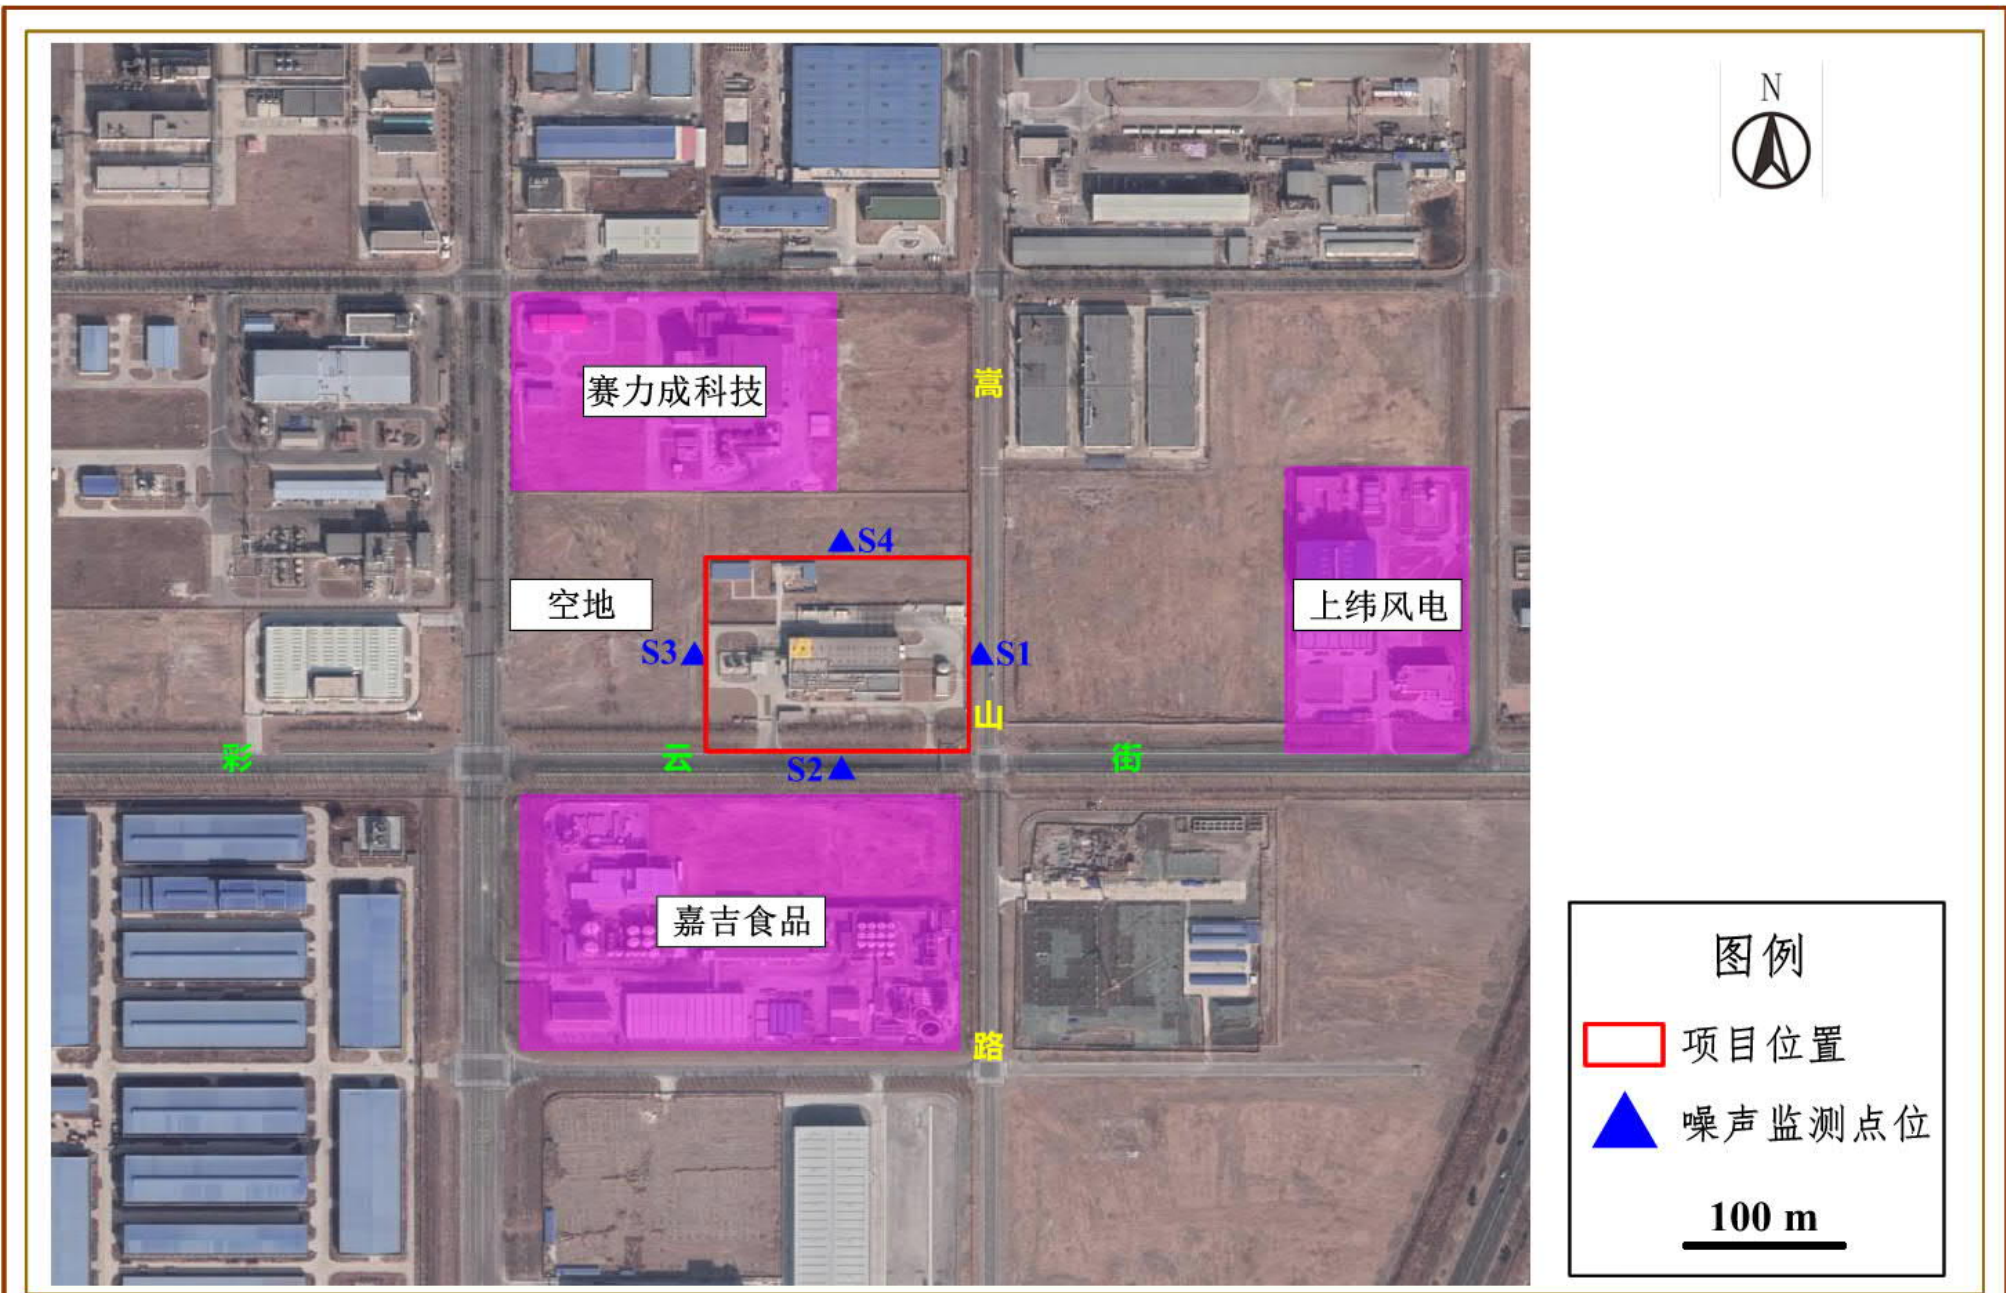 N
赛力成科技
嵩
S4
空地
上纬风电
S3
S1
山
彩
云
街
S2
嘉吉食品
路
图例
项目位置
噪声监测点位
100 m